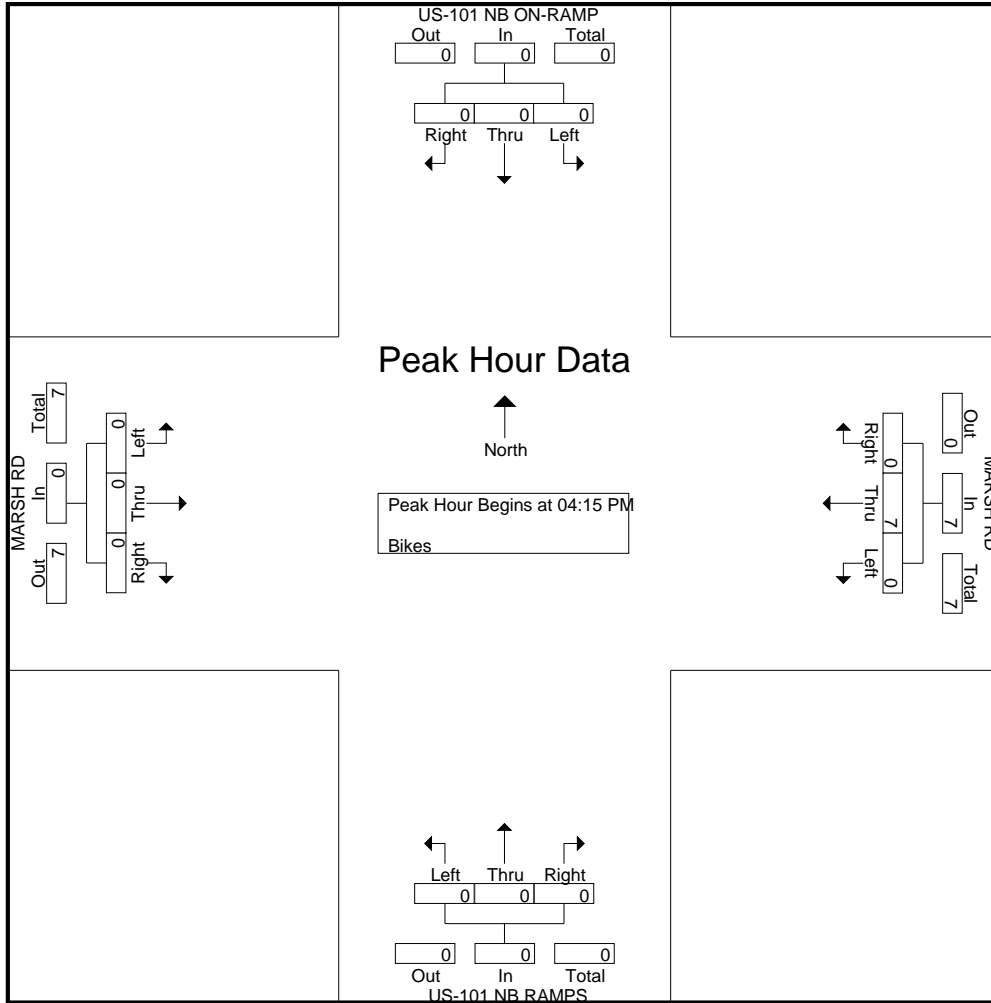 US-101 NB ON-RAMP
Out In Total
0 0 0
0 0 0
Right Thru Left
Peak Hour Data
North
Peak Hour Begins at 04:15 PM
Bikes
MARSH RD
Out In Total
7 0 7
Left Thru Right
0 0 0
MARSH RD
Out In Total
0 7 7
Right Thru Left
0 7 0
Left Thru Right
0 0 0
0 0 0
Out In Total
US-101 NB RAMPS